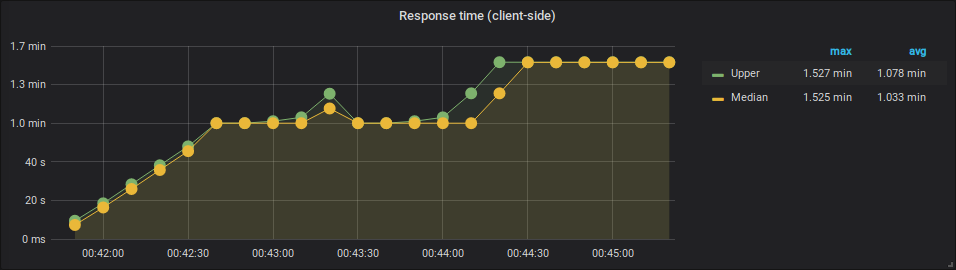 Response time (client-side)
1.7 min
1.3 min
1.0 min
40 s
20 s
0 ms
00:42:00 00:42:30 00:43:00 00:43:30 00:44:00 00:44:30 00:45:00
max avg
Upper 1.527 min 1.078 min
Median 1.525 min 1.033 min